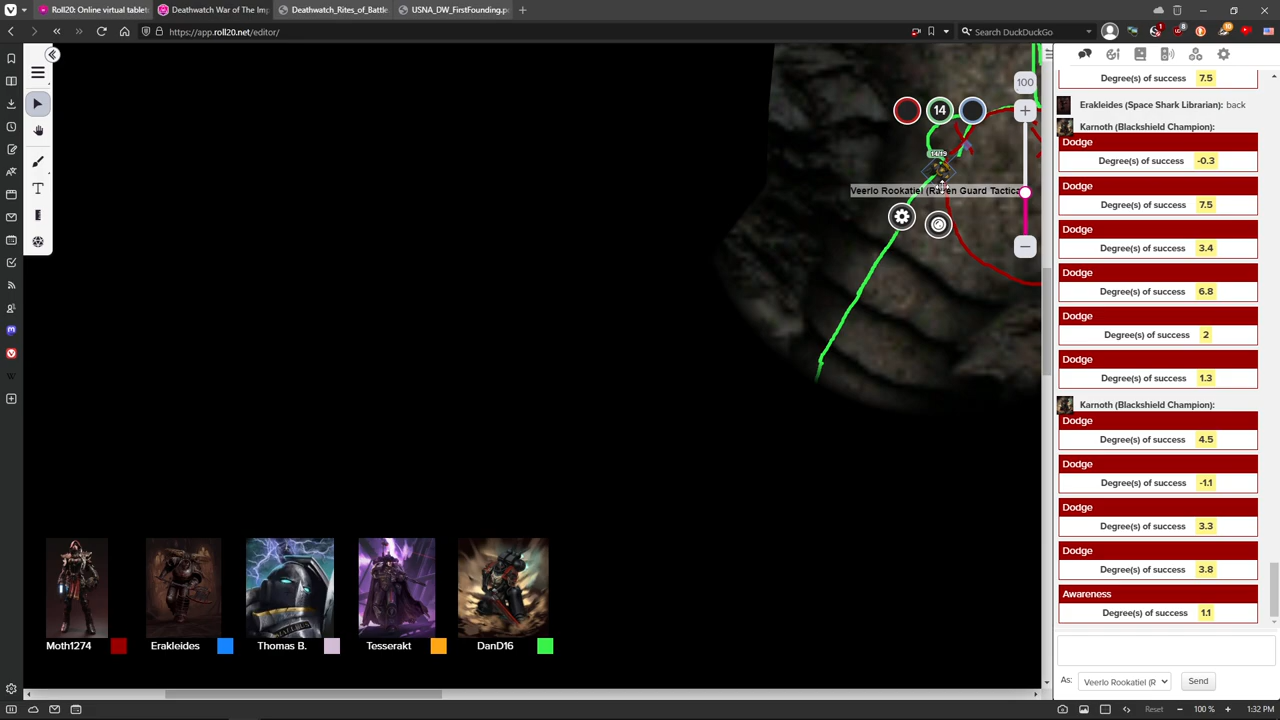 Roll20: Online virtual tablet
Deathwatch War of The Imp
Deathwatch_Rites_of_Battle
USNA_DW_FirstFounding.p
https://app.roll20.net/editor/
Search DuckDuckGo
100
14
14/19
Veerlo Rookatiel (Raven Guard Tactica
Degree(s) of success 7.5
Erakleides (Space Shark Librarian): back
Karnoth (Blackshield Champion):
Dodge
Degree(s) of success -0.3
Dodge
Degree(s) of success 7.5
Dodge
Degree(s) of success 3.4
Dodge
Degree(s) of success 6.8
Dodge
Degree(s) of success 2
Dodge
Degree(s) of success 1.3
Karnoth (Blackshield Champion):
Dodge
Degree(s) of success 4.5
Dodge
Degree(s) of success -1.1
Dodge
Degree(s) of success 3.3
Dodge
Degree(s) of success 3.8
Awareness
Degree(s) of success 1.1
Moth1274
Erakleides
Thomas B.
Tesserakt
DanD16
As: Veerlo Rookatiel (R
Send
Reset
100 %
1:32 PM